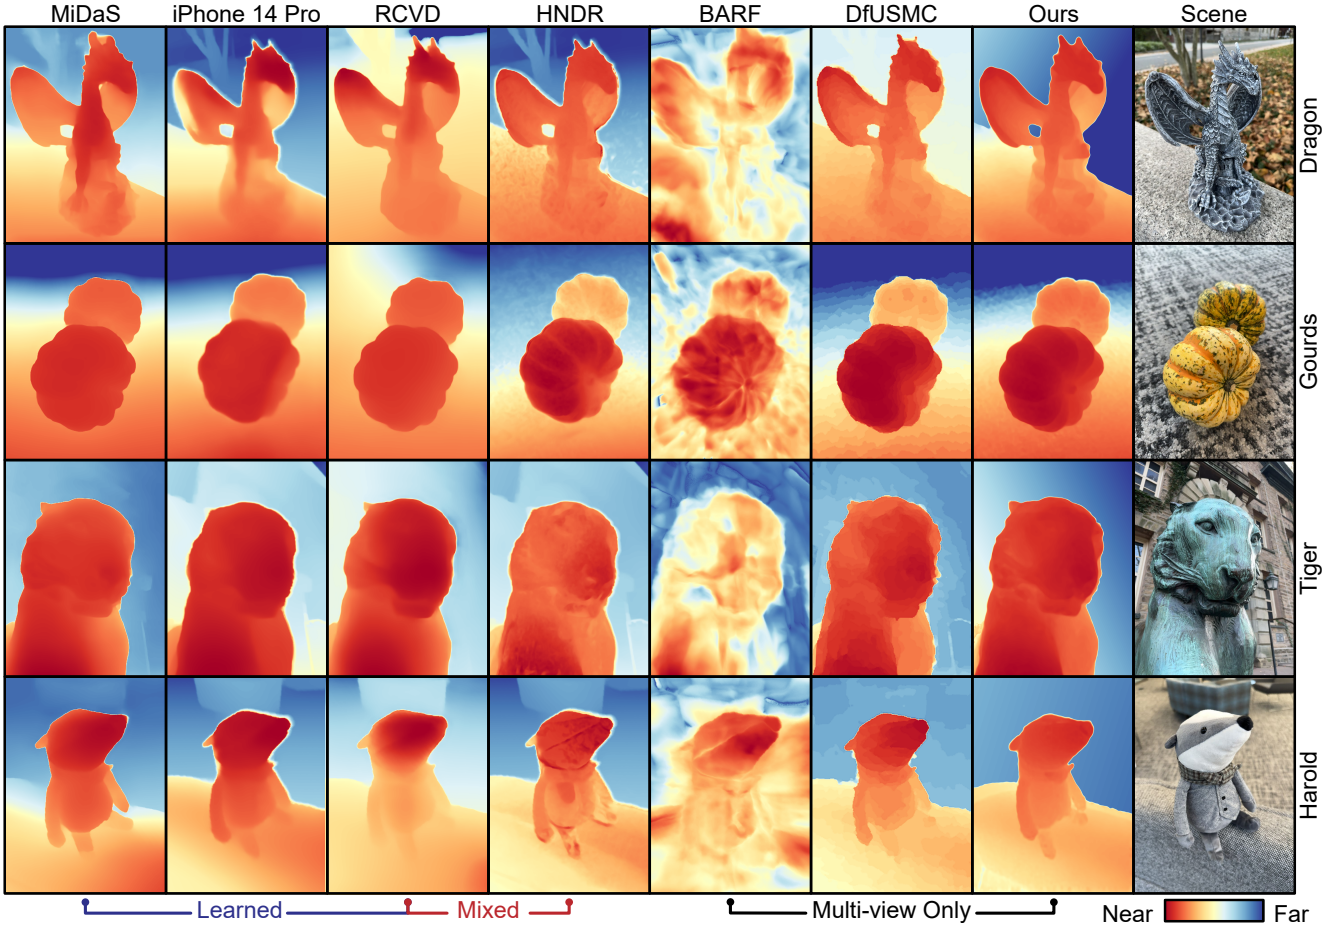 MiDaS iPhone 14 Pro RCVD HNDR BARF DfUSMC Ours Scene
Dragon
Gourds
Tiger
Harold
Learned Mixed Multi-view Only Near Far